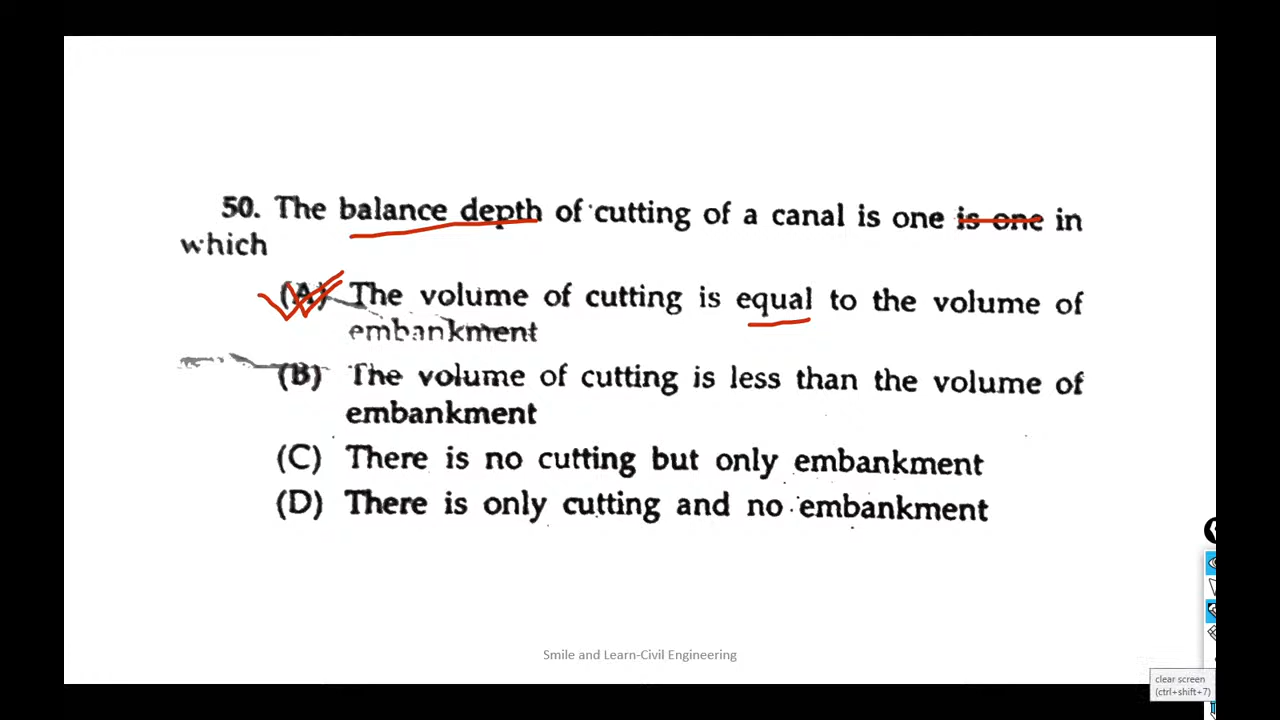 50. The balance depth of cutting of a canal is one is one in
which
(A) The volume of cutting is equal to the volume of
embankment
(B) The volume of cutting is less than the volume of
embankment
(C) There is no cutting but only embankment
(D) There is only cutting and no embankment
Smile and Learn-Civil Engineering
clear screen
(ctrl+shift+7)